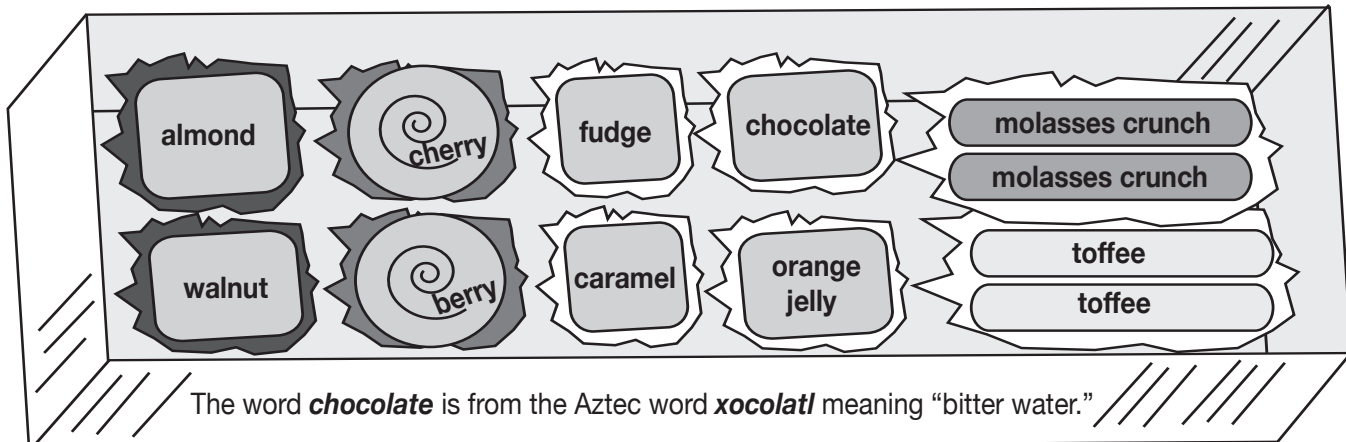 almond
cherry
fudge
chocolate
molasses crunch
molasses crunch
walnut
berry
caramel
orange
jelly
toffee
toffee
The word chocolate is from the Aztec word xocolatl meaning “bitter water.”